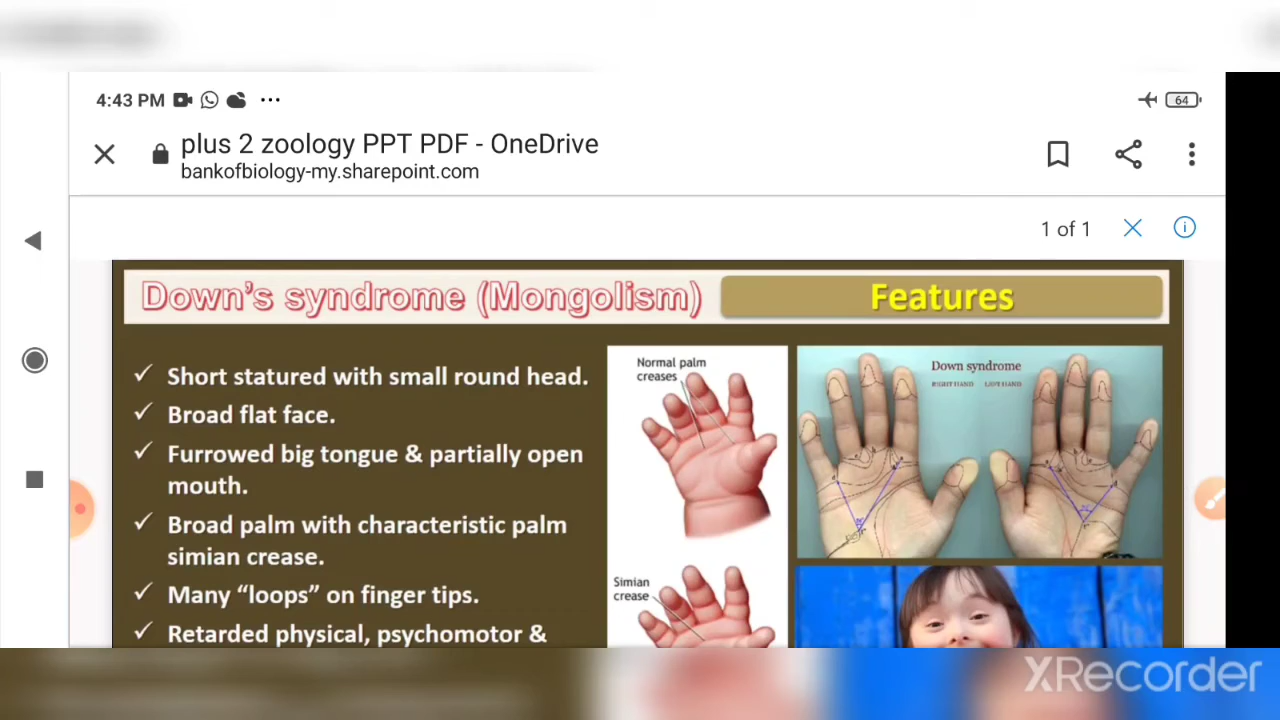 4:43 PM
64
plus 2 zoology PPT PDF - OneDrive
bankofbiology-my.sharepoint.com
1 of 1
Down's syndrome (Mongolism)
Features
✓ Short statured with small round head.
✓ Broad flat face.
✓ Furrowed big tongue & partially open
mouth.
✓ Broad palm with characteristic palm
simian crease.
✓ Many “loops” on finger tips.
✓ Retarded physical, psychomotor &
Normal palm
creases
Simian
crease
Down syndrome
RIGHT HAND LEFT HAND
XRecorder